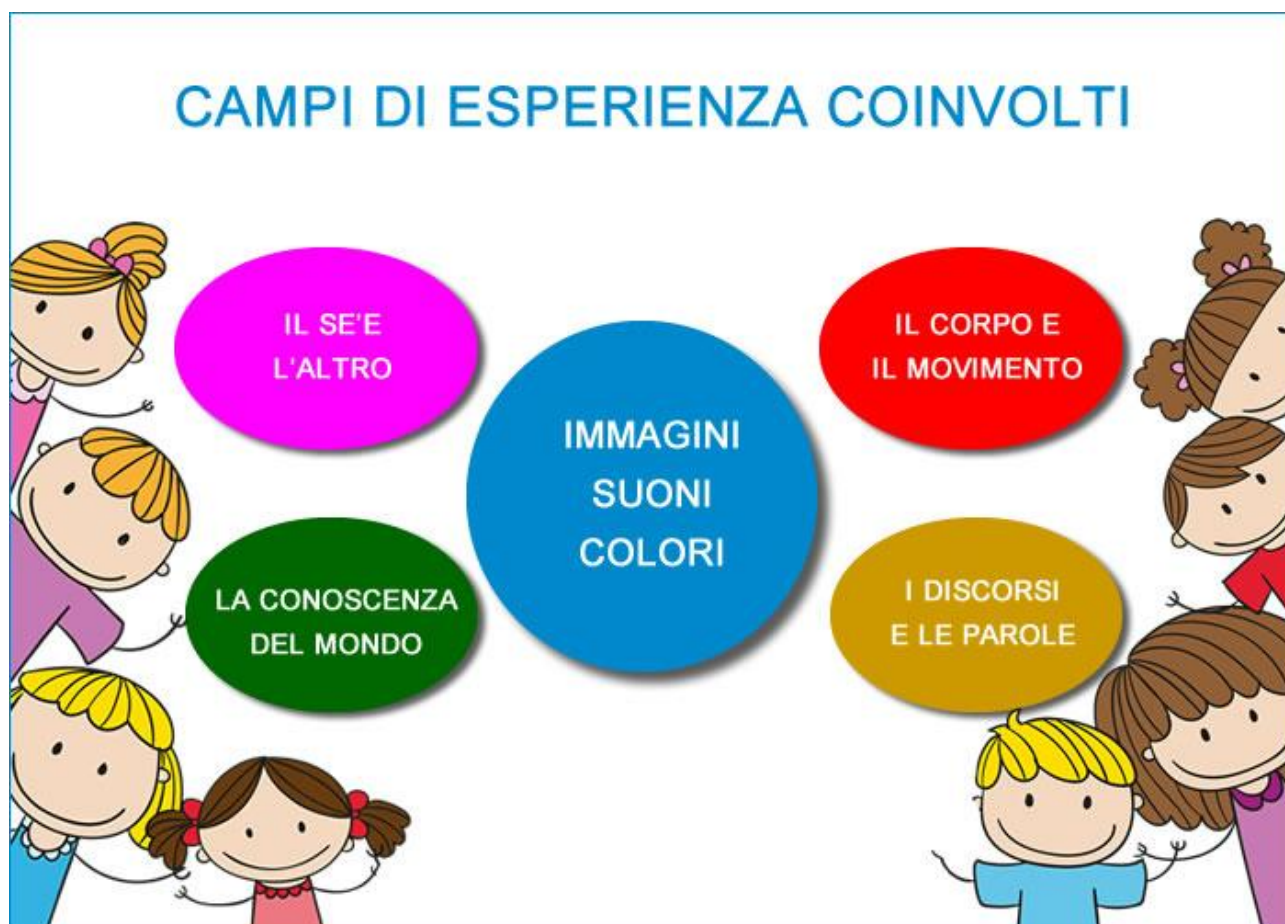 CAMPI DI ESPERIENZA COINVOLTI
IL SE'E
L'ALTRO
IL CORPO E
IL MOVIMENTO
IMMAGINI
SUONI
COLORI
LA CONOSCENZA
DEL MONDO
I DISCORSI
E LE PAROLE